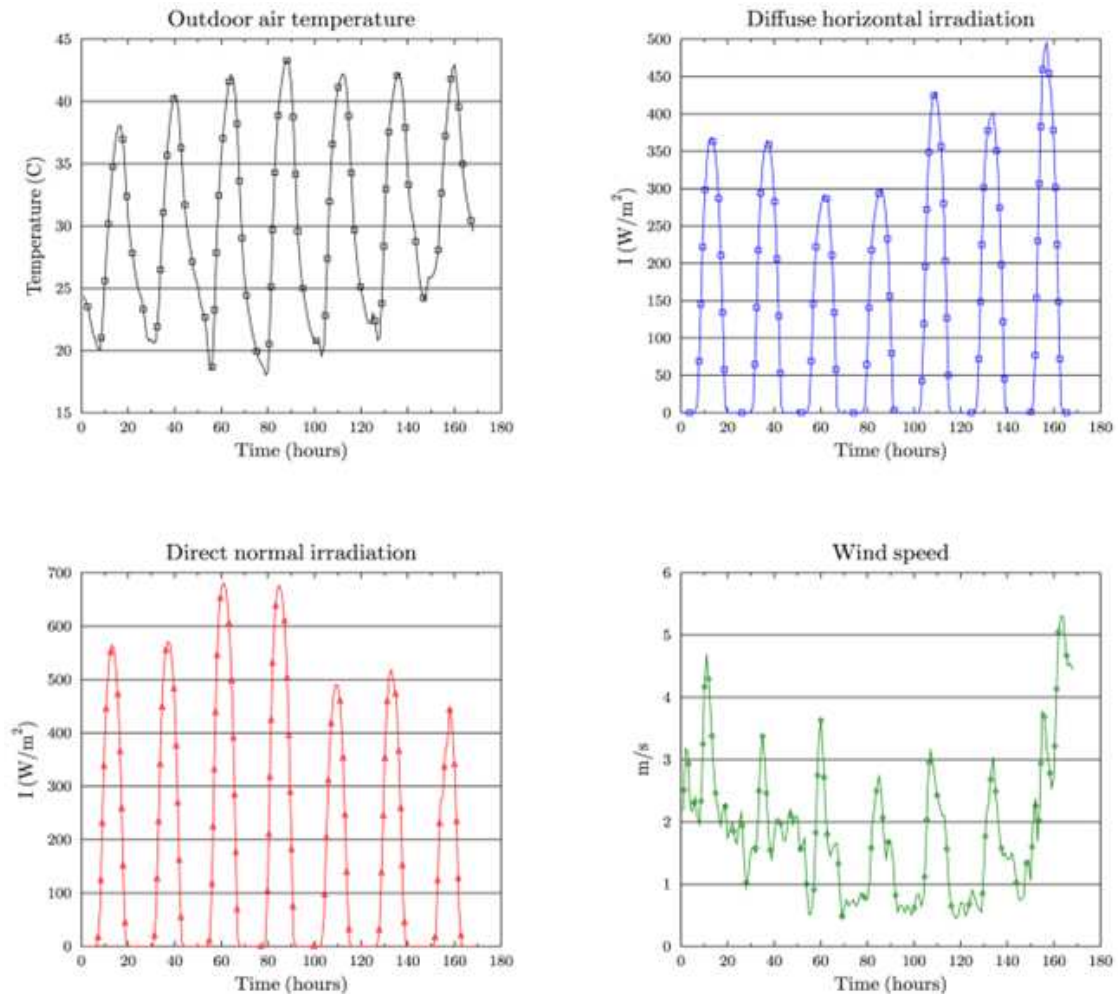 Outdoor air temperature
45
40
35
30
25
20
15
Temperature (C)
0 20 40 60 80 100 120 140 160 180
Time (hours)
Diffuse horizontal irradiation
500
450
400
350
300
250
200
150
100
50
0
I (W/m²)
0 20 40 60 80 100 120 140 160 180
Time (hours)
Direct normal irradiation
700
600
500
400
300
200
100
0
I (W/m²)
0 20 40 60 80 100 120 140 160 180
Time (hours)
Wind speed
6
5
4
3
2
1
0
m/s
0 20 40 60 80 100 120 140 160 180
Time (hours)